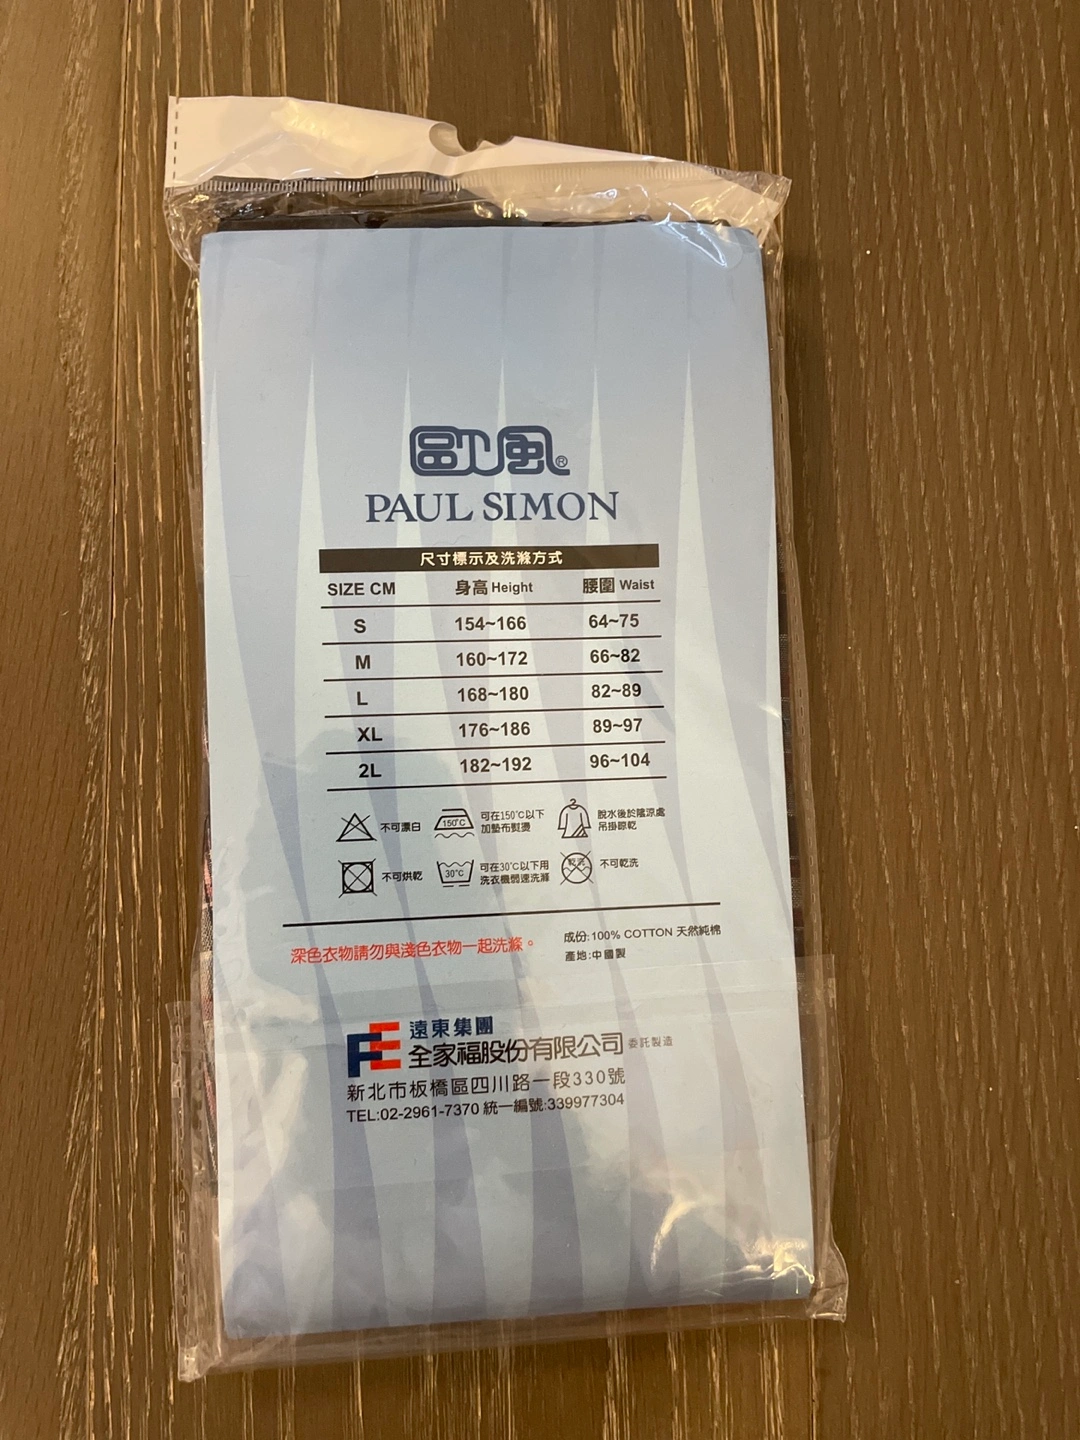 歐風®
PAUL SIMON
尺寸標示及洗滌方式
SIZE CM 身高 Height 腰圍 Waist
S 154~166 64~75
M 160~172 66~82
L 168~180 82~89
XL 176~186 89~97
2L 182~192 96~104
不可漂白
150°C
可在150°C以下
加墊布熨燙
脫水後於陰涼處
吊掛晾乾
不可烘乾
30°C
可在30°C以下用
洗衣機弱速洗滌
乾洗
不可乾洗
深色衣物請勿與淺色衣物一起洗滌。
成份:100% COTTON 天然純棉
產地:中國製
FE 遠東集團
全家福股份有限公司 委託製造
新北市板橋區四川路一段330號
TEL:02-2961-7370 統一編號:339977304